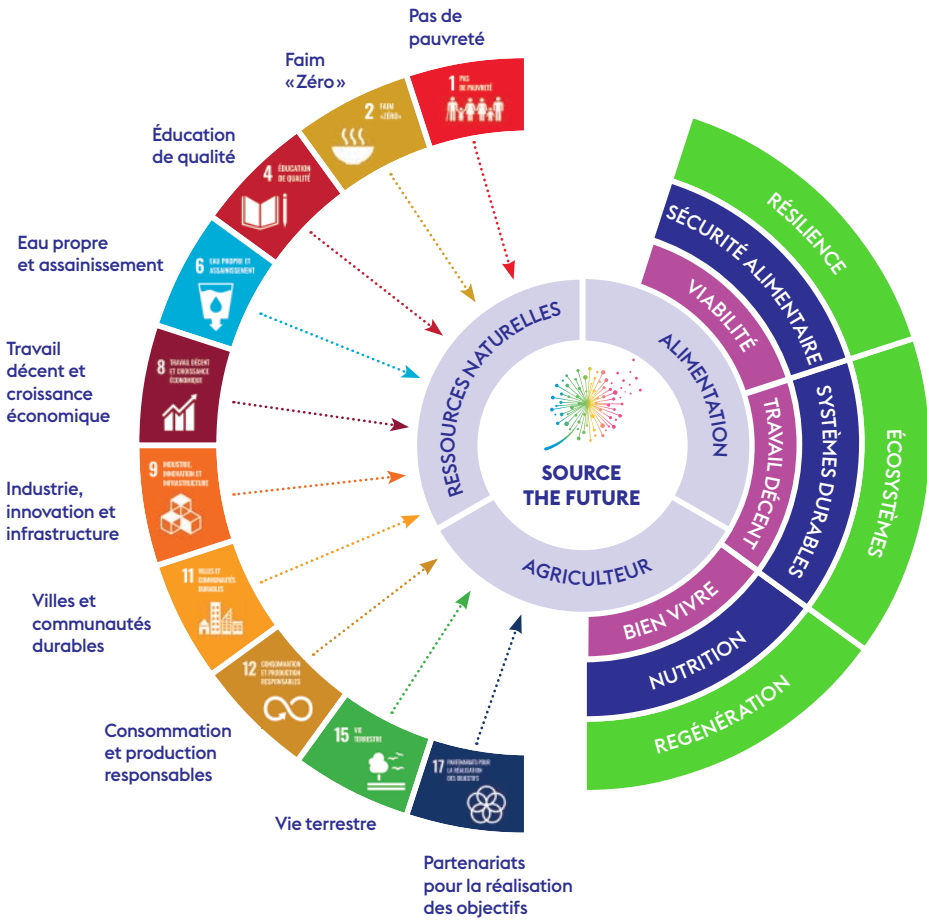 Pas de
pauvreté
Faim
«Zéro»
Éducation
de qualité
Eau propre
et assainissement
Travail
décent et
croissance
économique
Industrie,
innovation et
infrastructure
Villes et
communautés
durables
Consommation
et production
responsables
Vie terrestre
Partenariats
pour la réalisation
des objectifs
1 PAS
DE PAUVRETÉ
2 FAIM
«ZÉRO»
4 ÉDUCATION
DE QUALITÉ
6 EAU PROPRE ET
ASSAINISSEMENT
8 TRAVAIL DÉCENT
ET CROISSANCE
ÉCONOMIQUE
9 INDUSTRIE,
INNOVATION ET
INFRASTRUCTURE
11 VILLES ET
COMMUNAUTÉS
DURABLES
12 CONSOMMATION
ET PRODUCTION
RESPONSABLES
15 VIE
TERRESTRE
17 PARTENARIATS POUR
LA RÉALISATION
DES OBJECTIFS
RESSOURCES NATURELLES
ALIMENTATION
AGRICULTEUR
SOURCE
THE FUTURE
VIABILITÉ
TRAVAIL DÉCENT
BIEN VIVRE
SÉCURITÉ ALIMENTAIRE
SYSTÈMES DURABLES
NUTRITION
RÉSILIENCE
ÉCOSYSTÈMES
REGÉNÉRATION